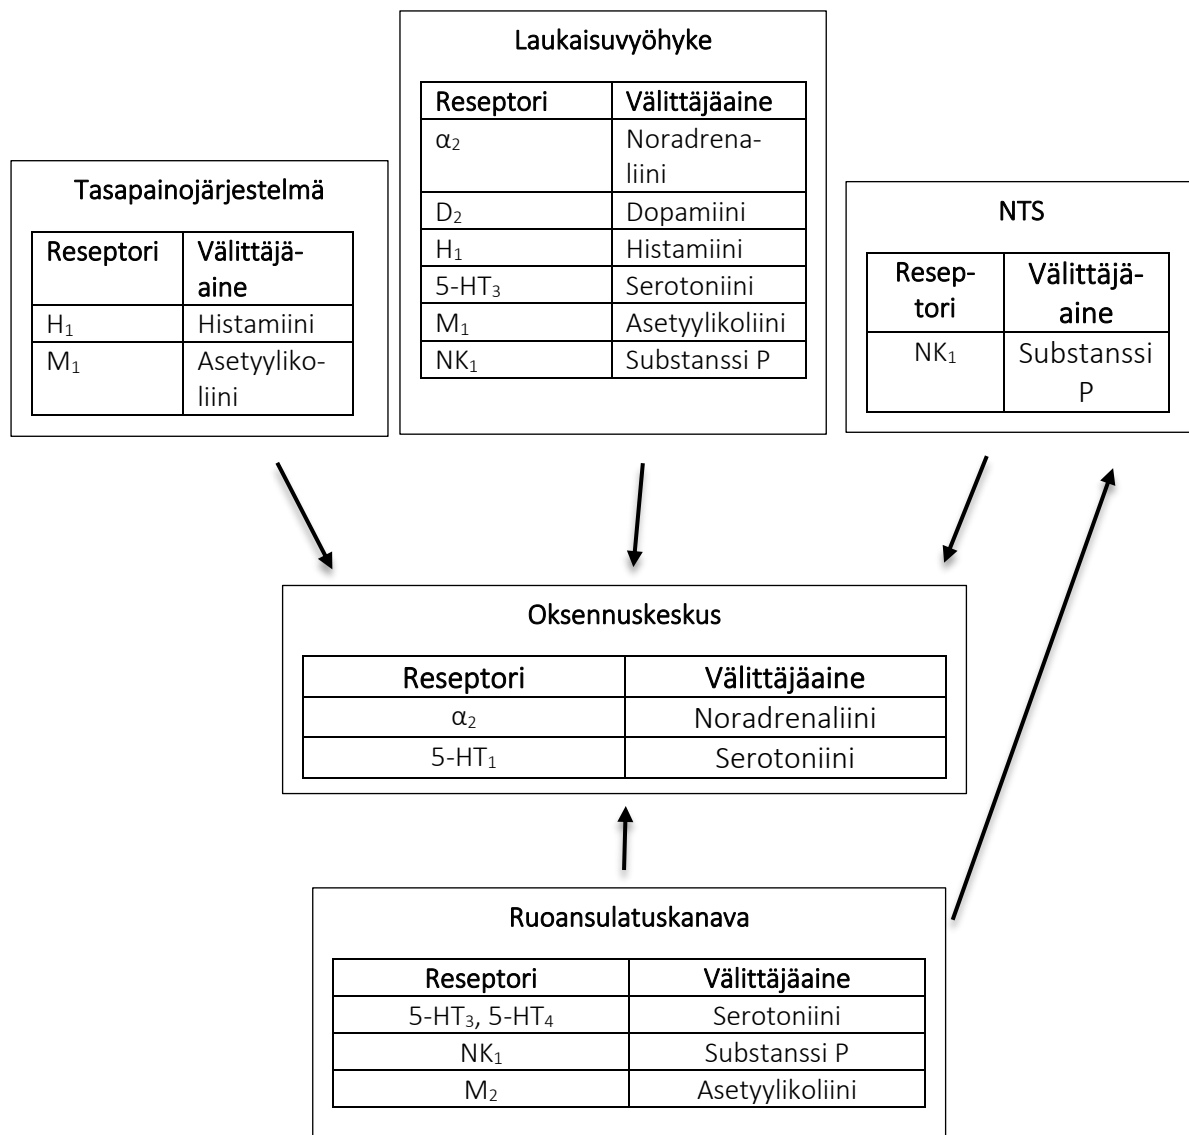 Laukaisuvyöhyke
Reseptori Välittäjäaine
α₂ Noradrena-
liini
D₂ Dopamiini
H₁ Histamiini
5-HT₃ Serotoniini
M₁ Asetyylikoliini
NK₁ Substanssi P
Tasapainojärjestelmä
Reseptori Välittäjä-
aine
H₁ Histamiini
M₁ Asetyyliko-
liini
NTS
Resep-
tori
Välittäjä-
aine
NK₁ Substanssi
P
Oksennuskeskus
Reseptori Välittäjäaine
α₂ Noradrenaliini
5-HT₁ Serotoniini
Ruoansulatuskanava
Reseptori Välittäjäaine
5-HT₃, 5-HT₄ Serotoniini
NK₁ Substanssi P
M₂ Asetyylikoliini